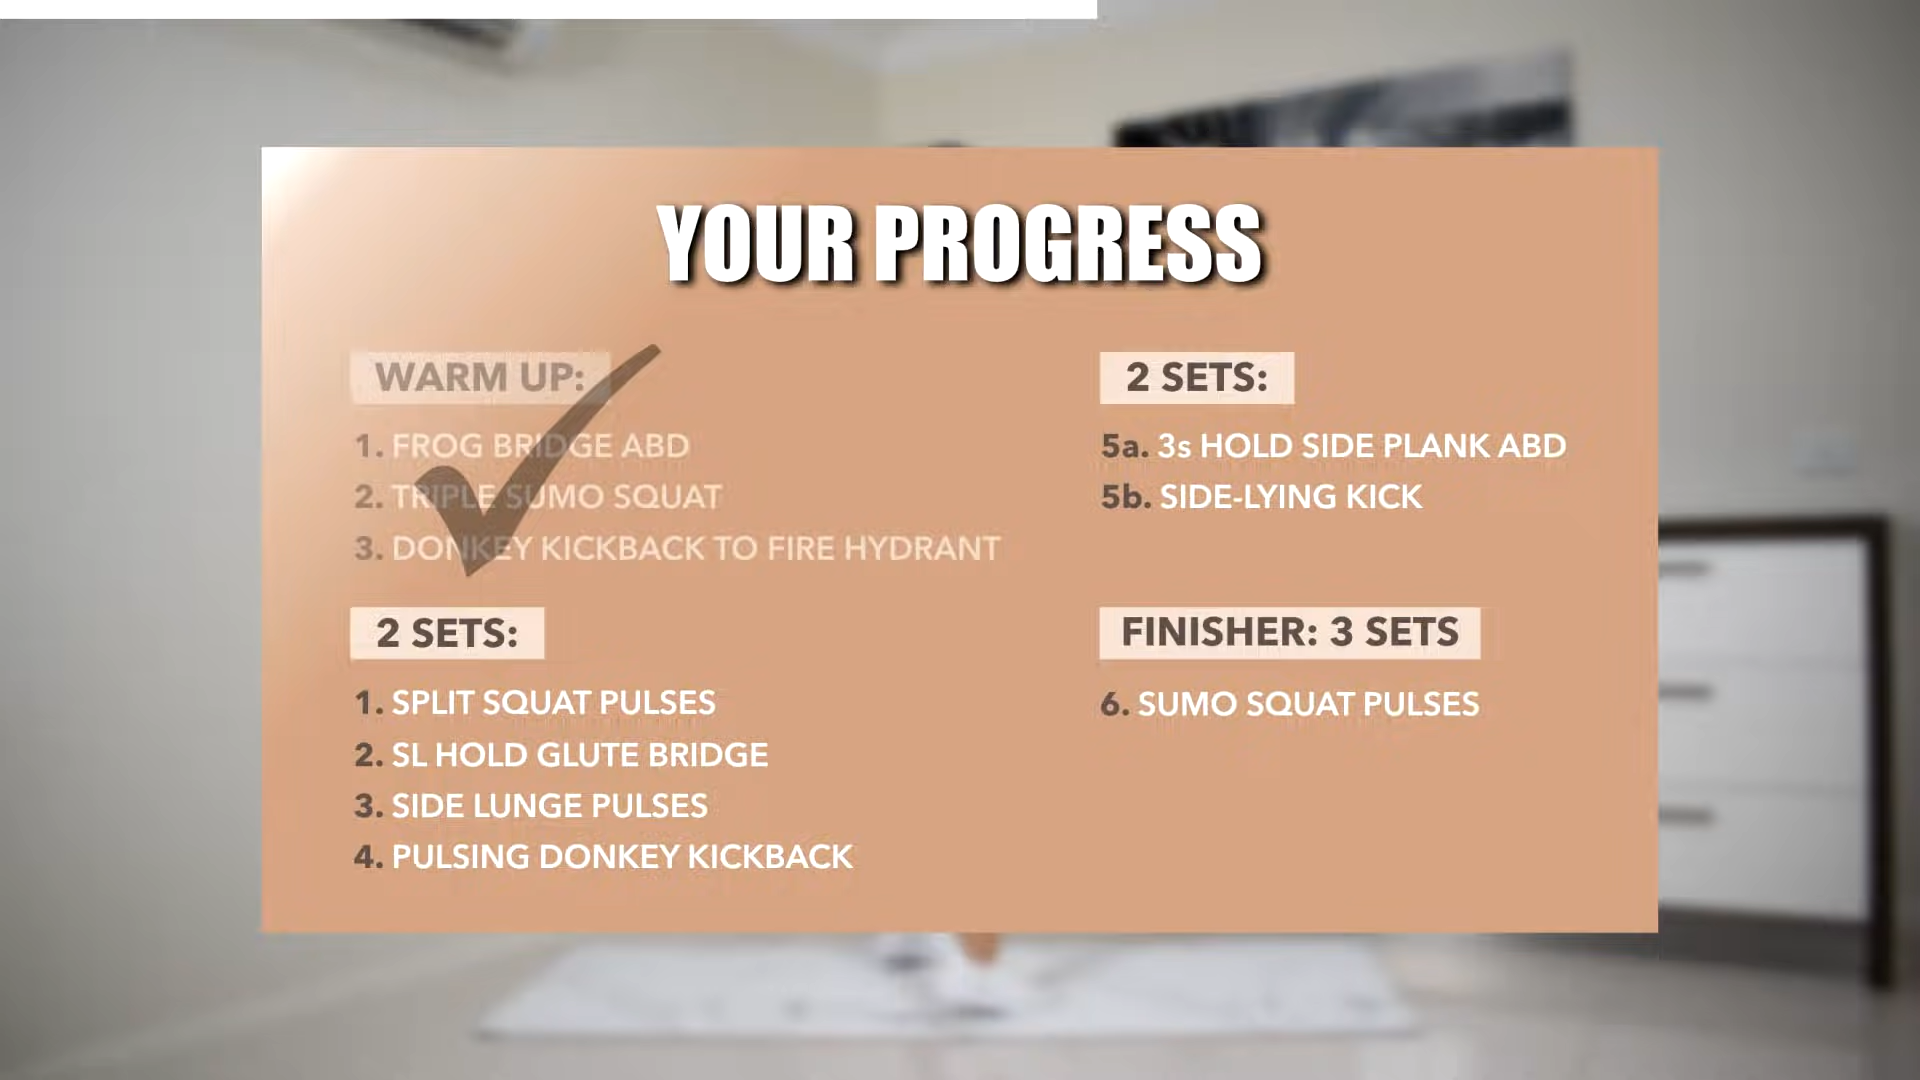 YOUR PROGRESS
WARM UP:
1. FROG BRIDGE ABD
2. TRIPLE SUMO SQUAT
3. DONKEY KICKBACK TO FIRE HYDRANT
2 SETS:
1. SPLIT SQUAT PULSES
2. SL HOLD GLUTE BRIDGE
3. SIDE LUNGE PULSES
4. PULSING DONKEY KICKBACK
2 SETS:
5a. 3s HOLD SIDE PLANK ABD
5b. SIDE-LYING KICK
FINISHER: 3 SETS
6. SUMO SQUAT PULSES